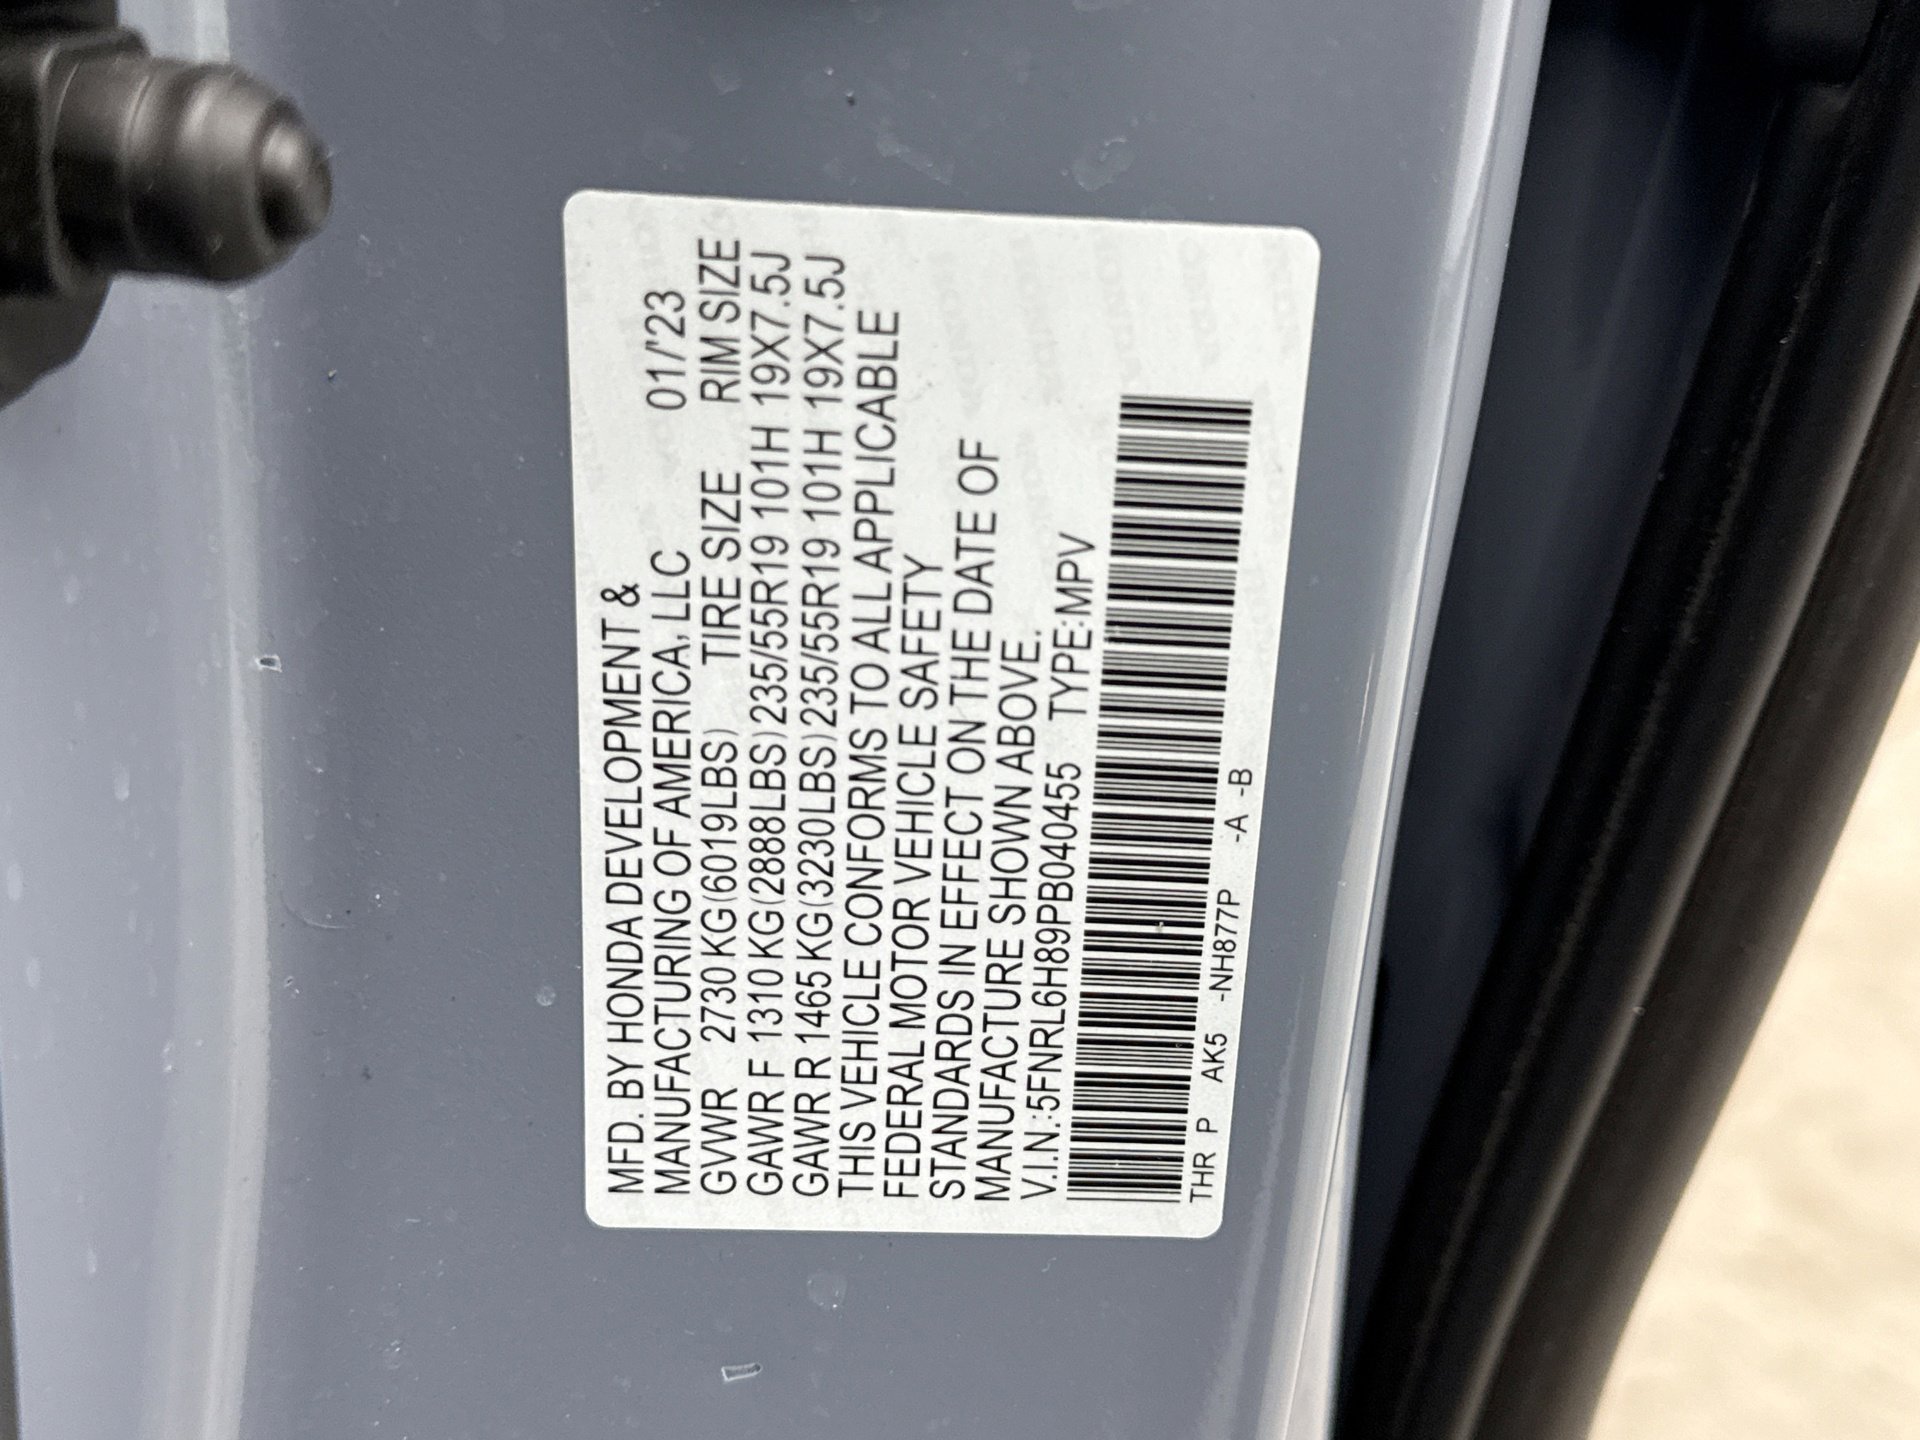 MFD. BY HONDA DEVELOPMENT &
MANUFACTURING OF AMERICA, LLC 01/'23
GVWR 2730 KG (6019LBS) TIRE SIZE RIM SIZE
GAWR F 1310 KG (2888LBS) 235/55R19 101H 19X7.5J
GAWR R 1465 KG (3230LBS) 235/55R19 101H 19X7.5J
THIS VEHICLE CONFORMS TO ALL APPLICABLE
FEDERAL MOTOR VEHICLE SAFETY
STANDARDS IN EFFECT ON THE DATE OF
MANUFACTURE SHOWN ABOVE.
V.I.N.:5FNRL6H89PB040455 TYPE:MPV
THR P AK5 -NH877P -A -B